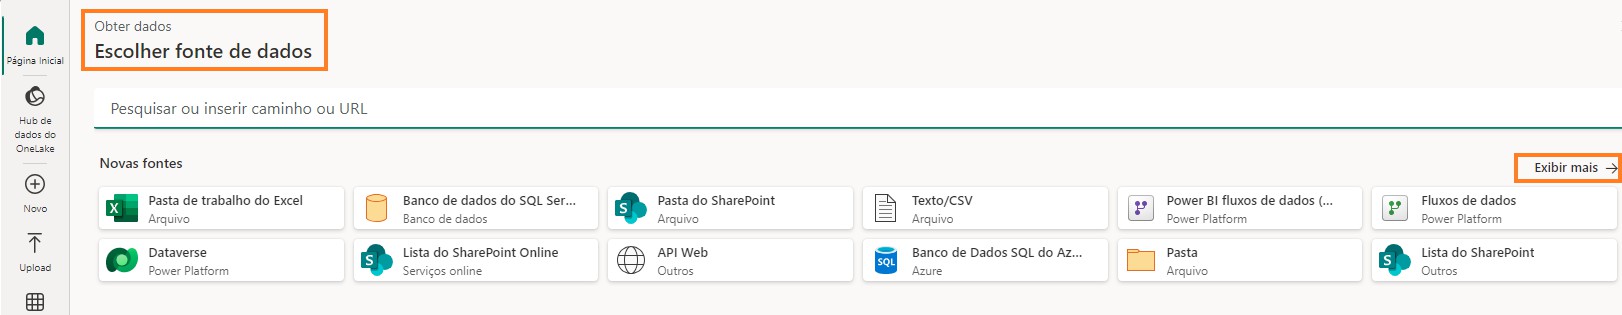 Obter dados
Escolher fonte de dados
Página Inicial
Hub de
dados do
OneLake
Novo
Upload
Pesquisar ou inserir caminho ou URL
Novas fontes
Exibir mais
Pasta de trabalho do Excel
Arquivo
Banco de dados do SQL Ser...
Banco de dados
Pasta do SharePoint
Arquivo
Texto/CSV
Arquivo
Power BI fluxos de dados (...
Power Platform
Fluxos de dados
Power Platform
Dataverse
Power Platform
Lista do SharePoint Online
Serviços online
API Web
Outros
SQL
Banco de Dados SQL do Az...
Azure
Pasta
Arquivo
Lista do SharePoint
Outros